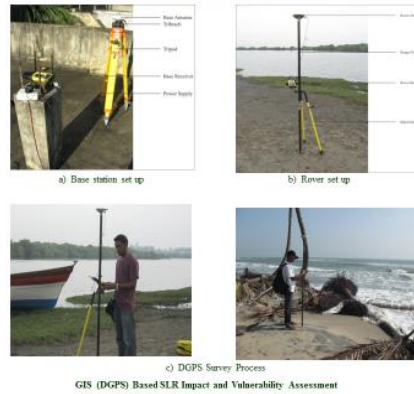 Base Antenna
Tribrach
Tripod
Base Receiver
Power Supply
a) Base station set up
b) Rover set up
c) DGPS Survey Process
GIS (DGPS) Based SLR Impact and Vulnerability Assessment